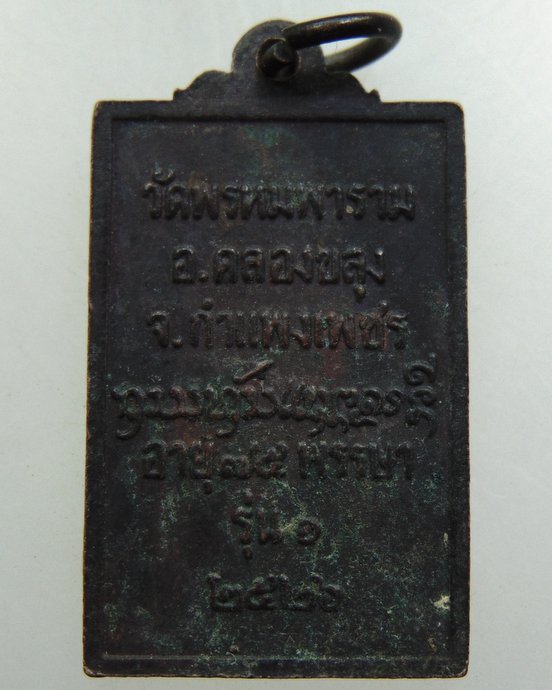 วัดพรหมพาราม
อ.คลองขลุง
จ.กำแพงเพชร
อายุ ๗๕ พรรษา
รุ่น ๑
๒๕๒๖